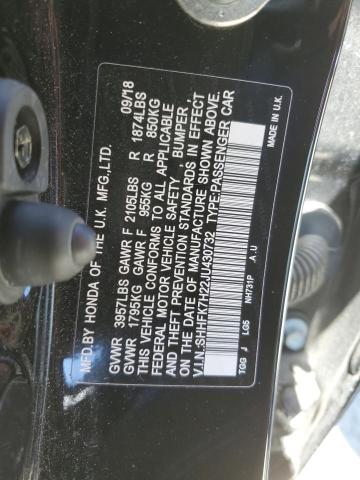 MFD.BY HONDA OF THE U.K. MFG.,LTD. 09/18
GVWR 3957LBS GAWR F 2105LBS R 1874LBS
GVWR 1795KG GAWR F 955KG R 850KG
THIS VEHICLE CONFORMS TO ALL APPLICABLE
FEDERAL MOTOR VEHICLE SAFETY BUMPER,
AND THEFT PREVENTION STANDARDS IN EFFECT
ON THE DATE OF MANUFACTURE SHOWN ABOVE.
V.I.N.:SHHFK7H22JU430732 TYPE:PASSENGER CAR
TGG J LG5 NH731P A,U MADE IN U.K.